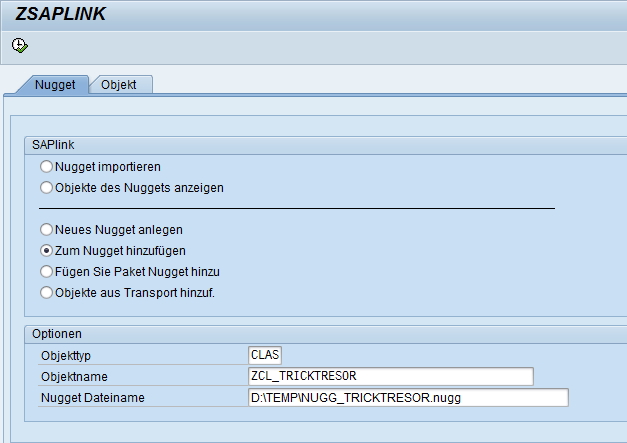 ZSAPLINK
Nugget Objekt
SAPlink
Nugget importieren
Objekte des Nuggets anzeigen
Neues Nugget anlegen
Zum Nugget hinzufügen
Fügen Sie Paket Nugget hinzu
Objekte aus Transport hinzuf.
Optionen
Objekttyp CLAS
Objektname ZCL_TRICKTRESOR
Nugget Dateiname D:\TEMP\NUGG_TRICKTRESOR.nugg